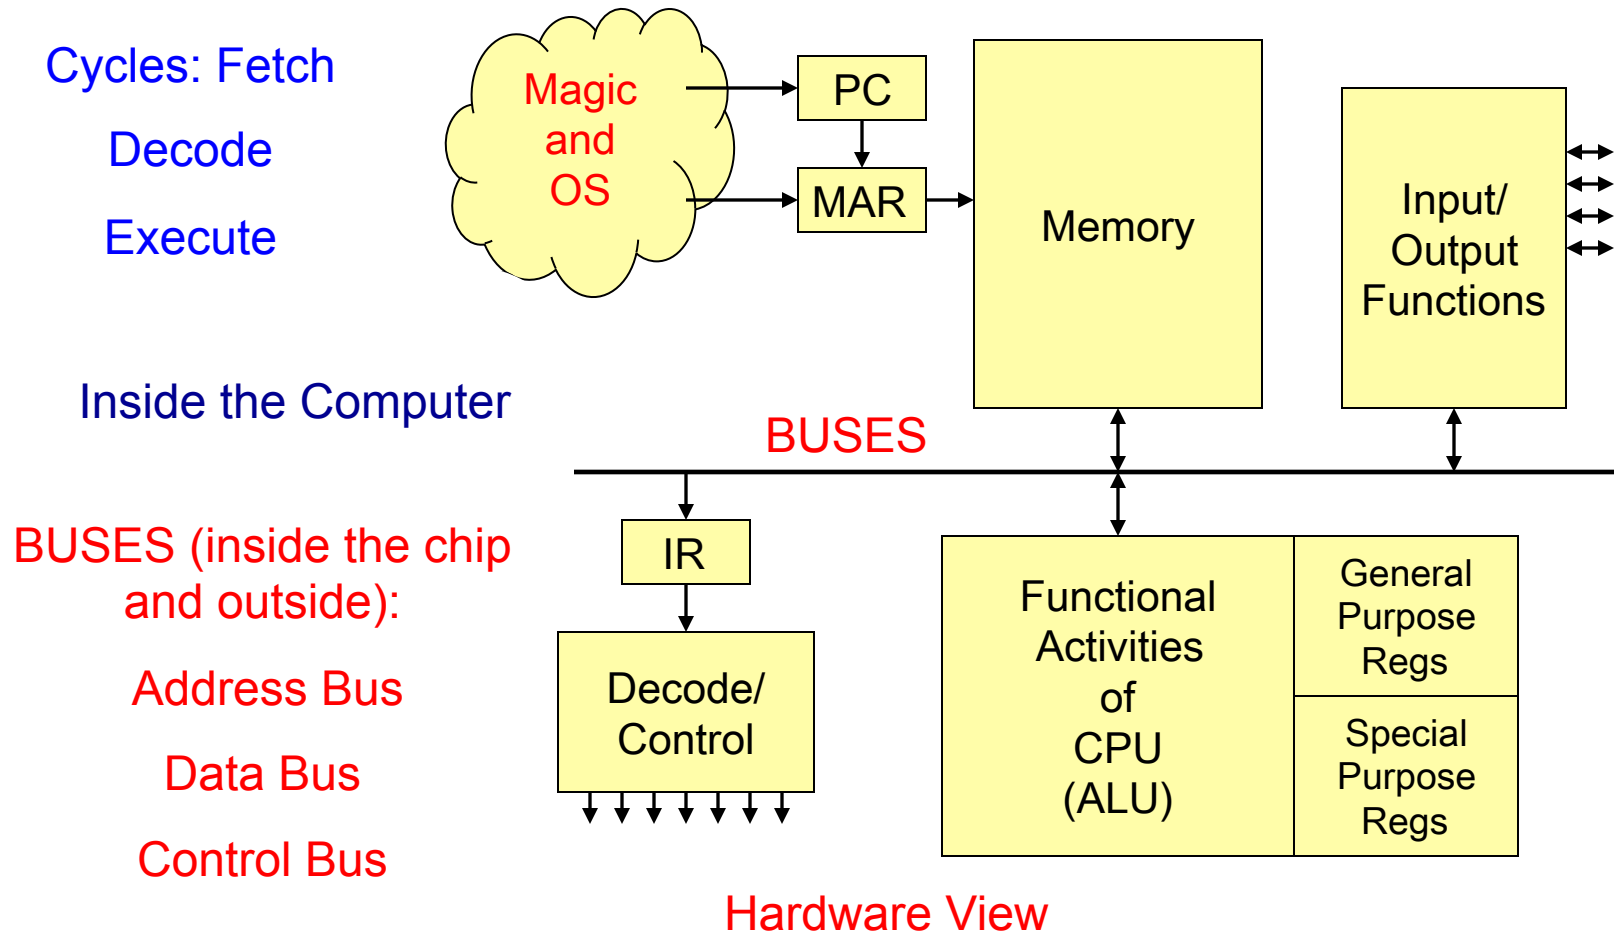 Cycles: Fetch
Decode
Execute
Magic
and
OS
PC
MAR
Memory
Input/
Output
Functions
Inside the Computer
BUSES
BUSES (inside the chip
and outside):
Address Bus
Data Bus
Control Bus
IR
Decode/
Control
Functional
Activities
of
CPU
(ALU)
General
Purpose
Regs
Special
Purpose
Regs
Hardware View